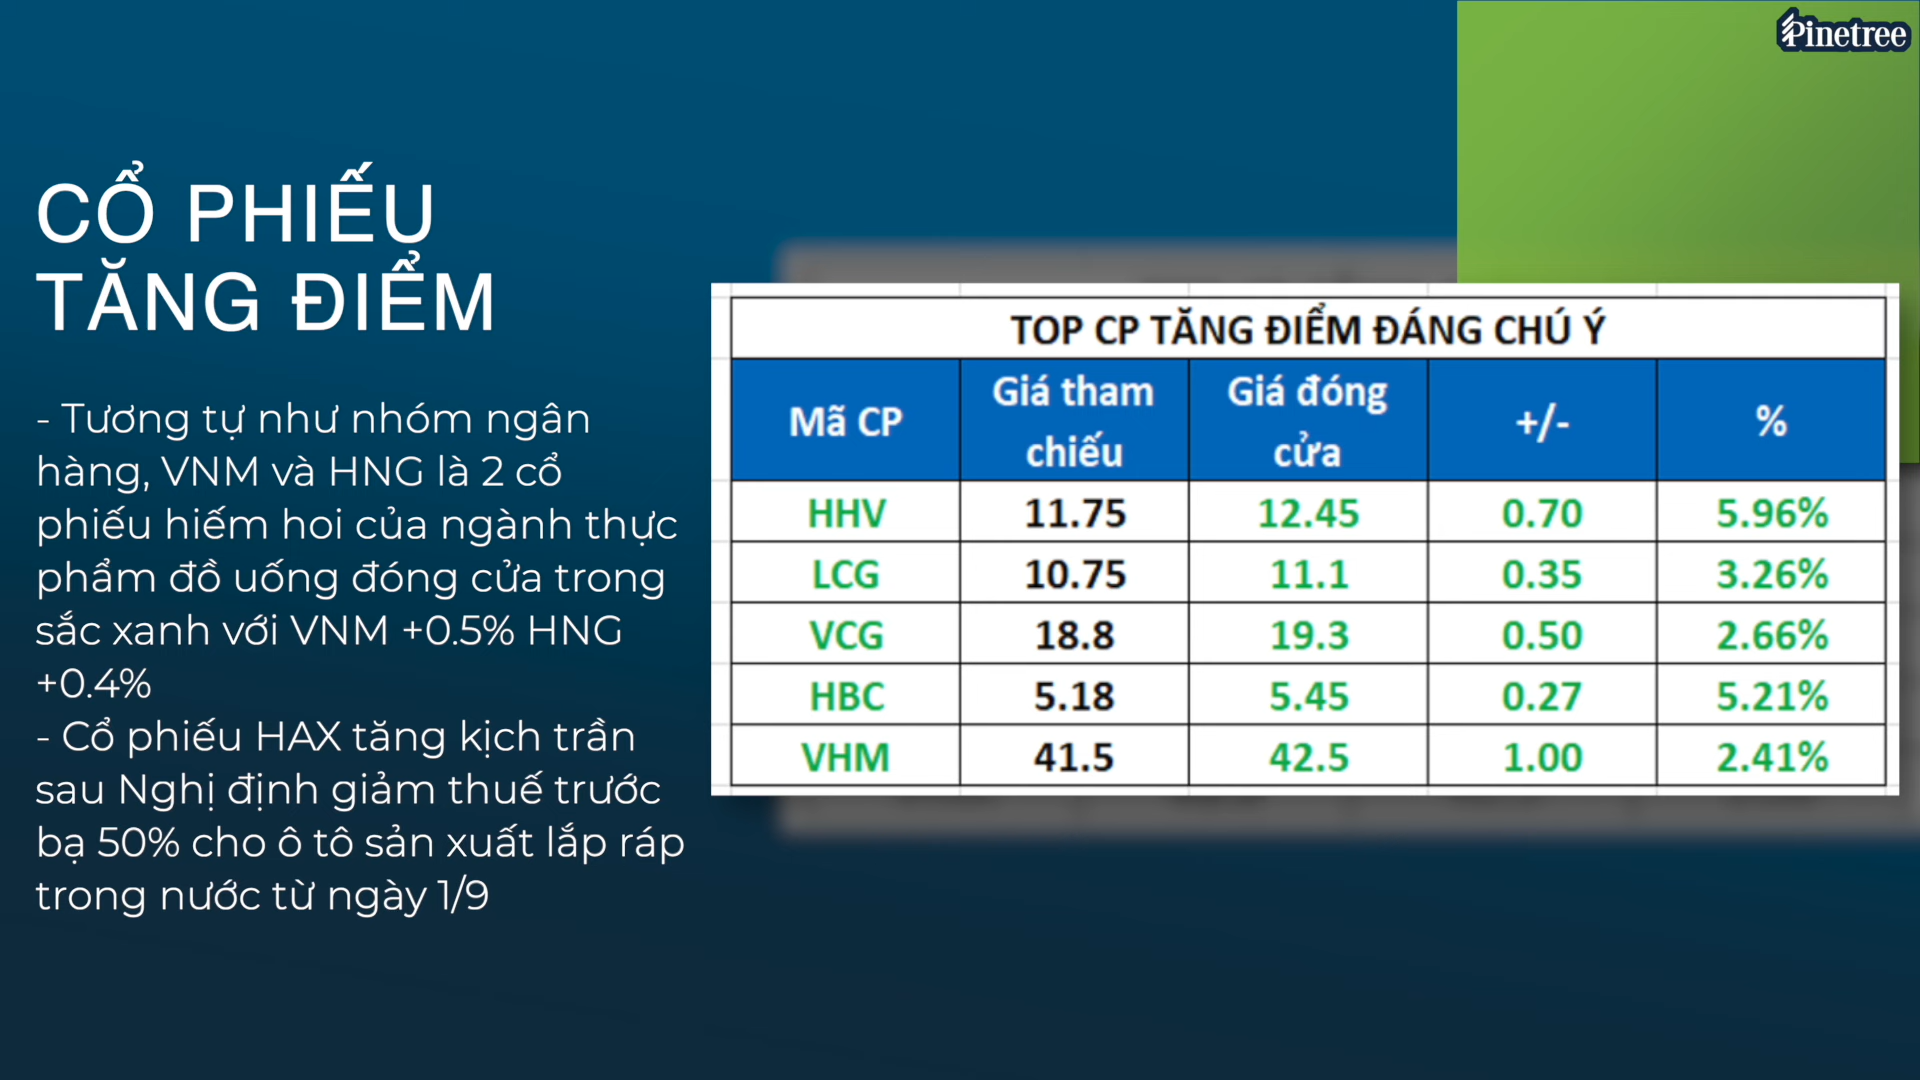 Pinetree
CỔ PHIẾU
TĂNG ĐIỂM
- Tương tự như nhóm ngân
hàng, VNM và HNG là 2 cổ
phiếu hiếm hoi của ngành thực
phẩm đồ uống đóng cửa trong
sắc xanh với VNM +0.5% HNG
+0.4%
- Cổ phiếu HAX tăng kịch trần
sau Nghị định giảm thuế trước
bạ 50% cho ô tô sản xuất lắp ráp
trong nước từ ngày 1/9
TOP CP TĂNG ĐIỂM ĐÁNG CHÚ Ý
Mã CP Giá tham chiếu Giá đóng cửa +/- %
HHV 11.75 12.45 0.70 5.96%
LCG 10.75 11.1 0.35 3.26%
VCG 18.8 19.3 0.50 2.66%
HBC 5.18 5.45 0.27 5.21%
VHM 41.5 42.5 1.00 2.41%